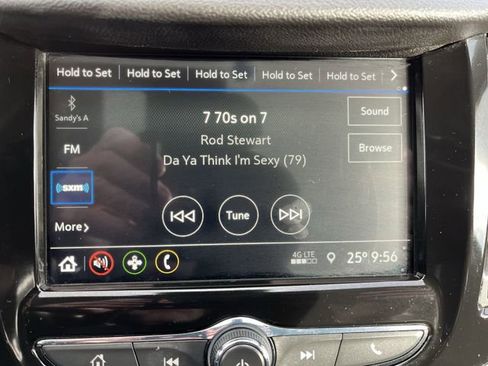 Hold to Set Hold to Set Hold to Set Hold to Set Hold to Set
Sandy's A
7 70s on 7
Sound
FM
Rod Stewart
Da Ya Think I'm Sexy (79)
Browse
sxm
More
Tune
4G LTE
25° 9:56